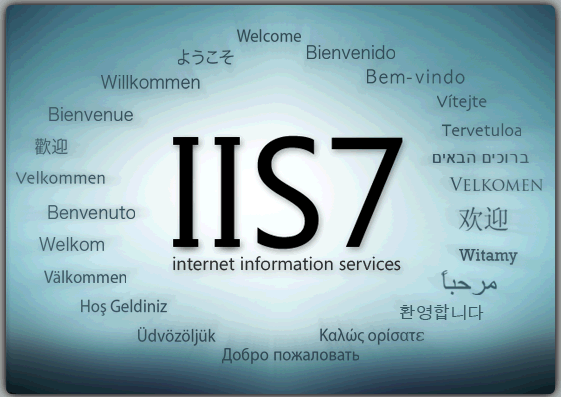 Welcome
Bienvenido
Bem-vindo
Vítejte
Tervetuloa
ברוכים הבאים
VELKOMEN
欢迎
Witamy
مرحباً
환영합니다
Καλώς ορίσατε
Добро пожаловать
Üdvözöljük
Hoş Geldiniz
Välkommen
Welkom
Benvenuto
Velkommen
歡迎
Bienvenue
Willkommen
ようこそ
IIS7
internet information services